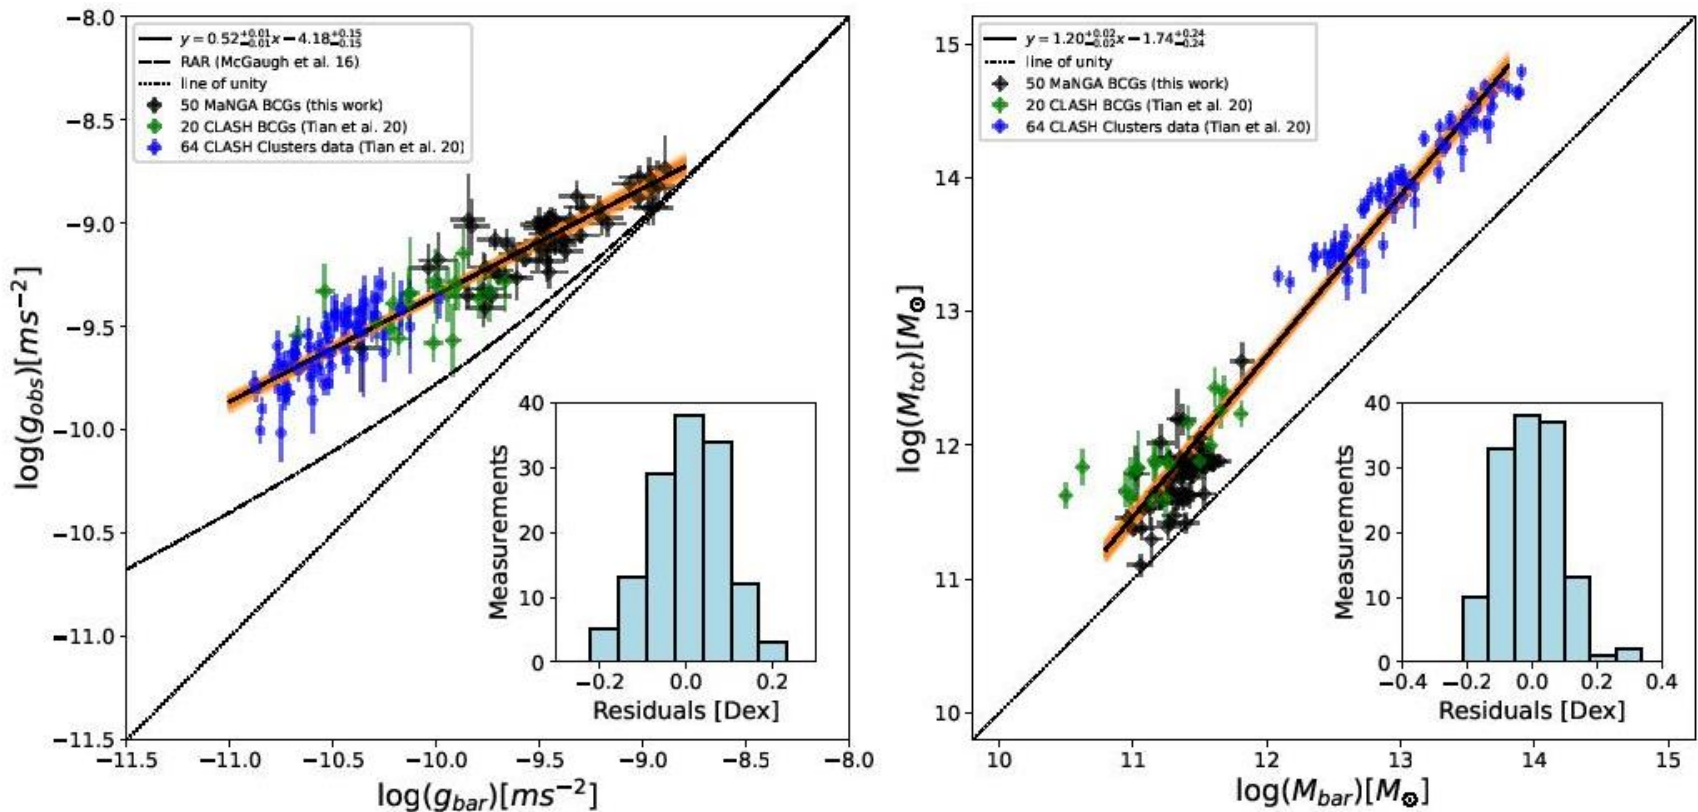 y = 0.52^{+0.01}_{−0.01}x − 4.18^{+0.15}_{−0.15}
RAR (McGaugh et al. 16)
line of unity
50 MaNGA BCGs (this work)
20 CLASH BCGs (Tian et al. 20)
64 CLASH Clusters data (Tian et al. 20)
−8.0
−8.5
−9.0
−9.5
−10.0
−10.5
−11.0
−11.5
log(g_{obs})[ms^{−2}]
−11.5 −11.0 −10.5 −10.0 −9.5 −9.0 −8.5 −8.0
log(g_{bar})[ms^{−2}]
40
30
20
10
0
Measurements
−0.2 0.0 0.2
Residuals [Dex]
y = 1.20^{+0.02}_{−0.02}x − 1.74^{+0.24}_{−0.24}
line of unity
50 MaNGA BCGs (this work)
20 CLASH BCGs (Tian et al. 20)
64 CLASH Clusters data (Tian et al. 20)
15
14
13
12
11
10
log(M_{tot})[M_⊙]
10 11 12 13 14 15
log(M_{bar})[M_⊙]
40
30
20
10
0
Measurements
−0.4 −0.2 0.0 0.2 0.4
Residuals [Dex]